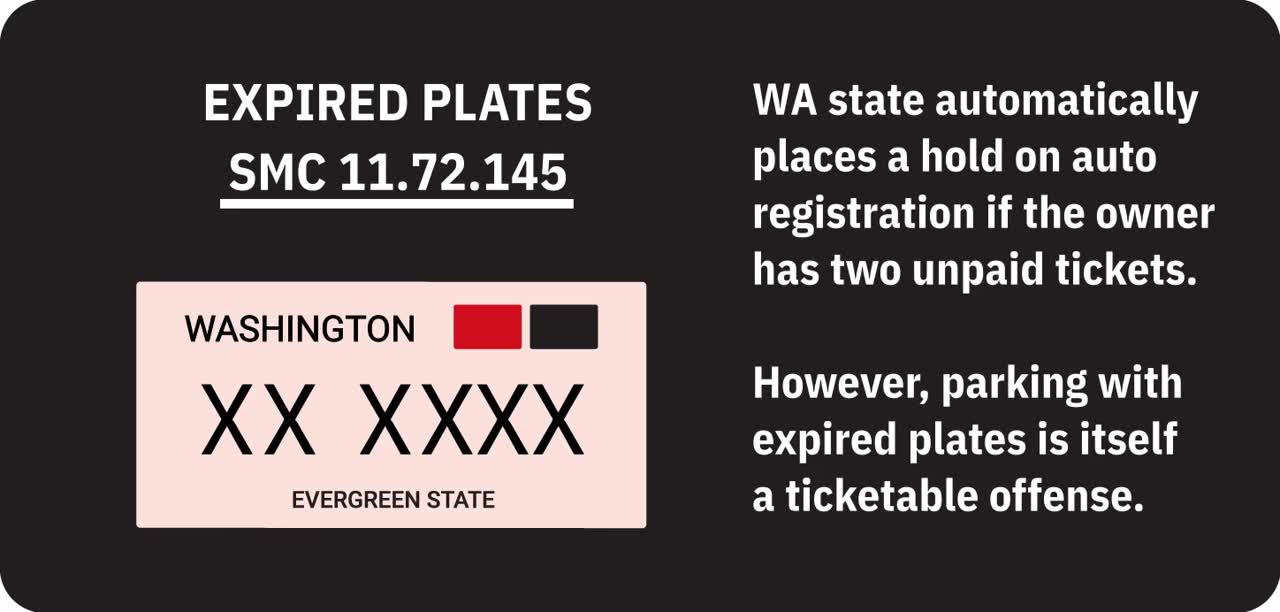 EXPIRED PLATES
SMC 11.72.145
WASHINGTON
XX XXXX
EVERGREEN STATE
WA state automatically
places a hold on auto
registration if the owner
has two unpaid tickets.
However, parking with
expired plates is itself
a ticketable offense.